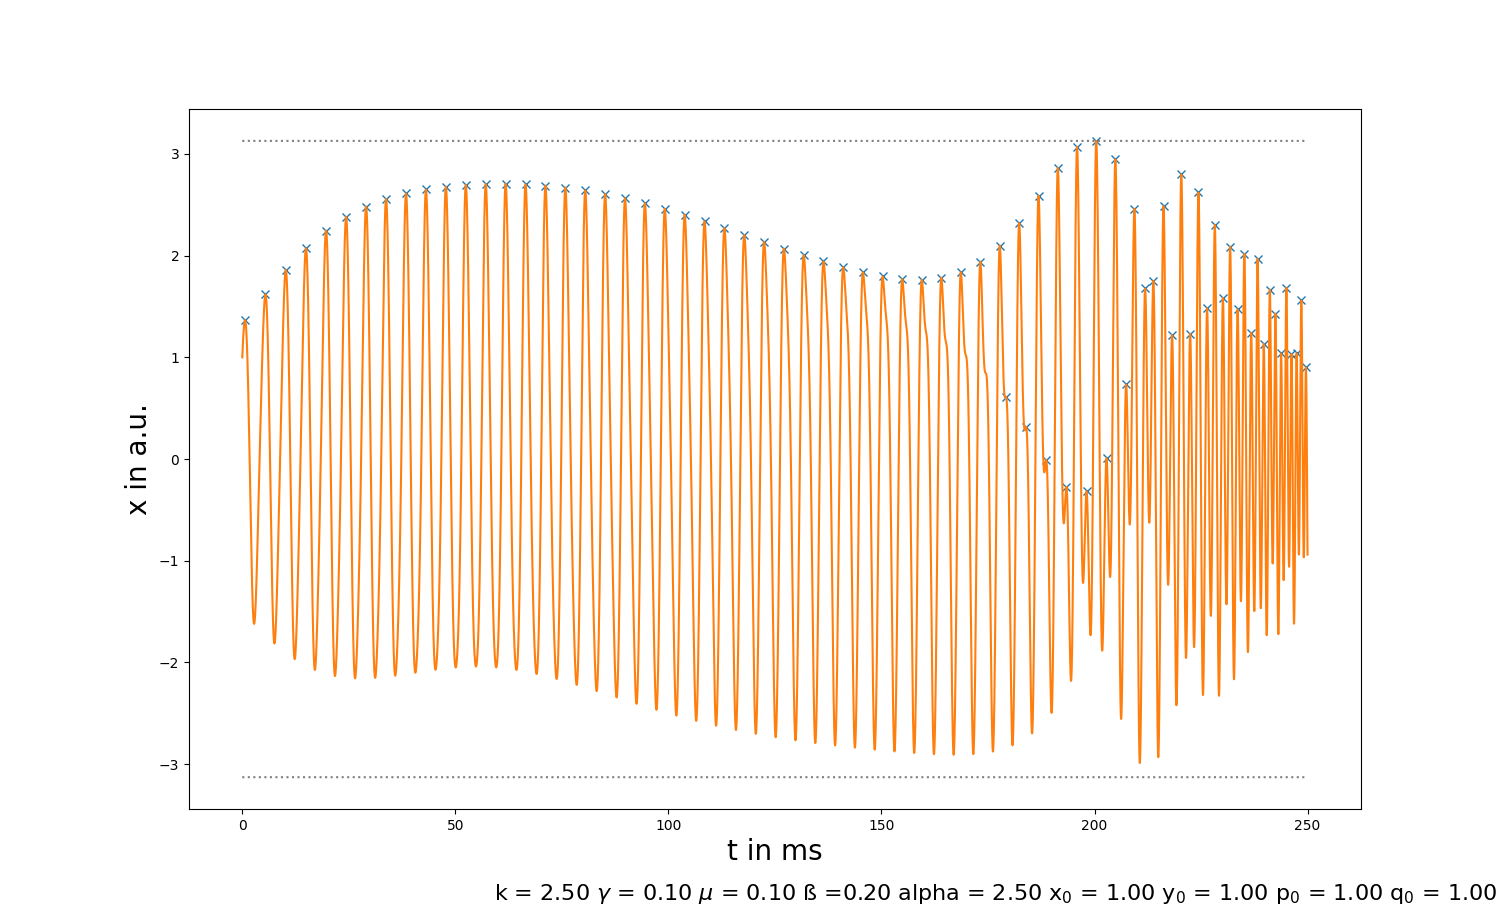 3
2
1
0
−1
−2
−3
x in a.u.
0 50 100 150 200 250
t in ms
k = 2.50 γ = 0.10 μ = 0.10 ß =0.20 alpha = 2.50 x₀ = 1.00 y₀ = 1.00 p₀ = 1.00 q₀ = 1.00